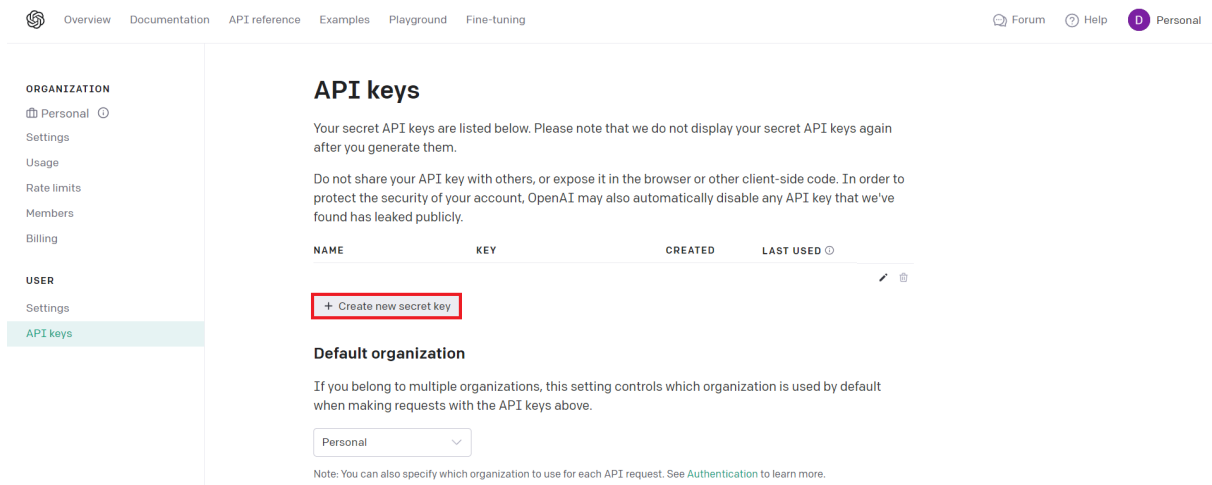 Overview Documentation API reference Examples Playground Fine-tuning Forum Help D Personal
ORGANIZATION
Personal
Settings
Usage
Rate limits
Members
Billing
USER
Settings
API keys
API keys
Your secret API keys are listed below. Please note that we do not display your secret API keys again
after you generate them.
Do not share your API key with others, or expose it in the browser or other client-side code. In order to
protect the security of your account, OpenAI may also automatically disable any API key that we've
found has leaked publicly.
NAME KEY CREATED LAST USED
+ Create new secret key
Default organization
If you belong to multiple organizations, this setting controls which organization is used by default
when making requests with the API keys above.
Personal
Note: You can also specify which organization to use for each API request. See Authentication to learn more.